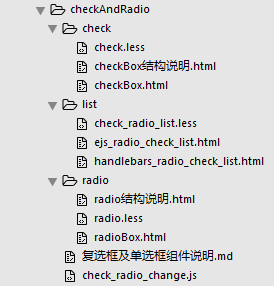 checkAndRadio
check
check.less
checkBox结构说明.html
checkBox.html
list
check_radio_list.less
ejs_radio_check_list.html
handlebars_radio_check_list.html
radio
radio结构说明.html
radio.less
radioBox.html
复选框及单选框组件说明.md
check_radio_change.js